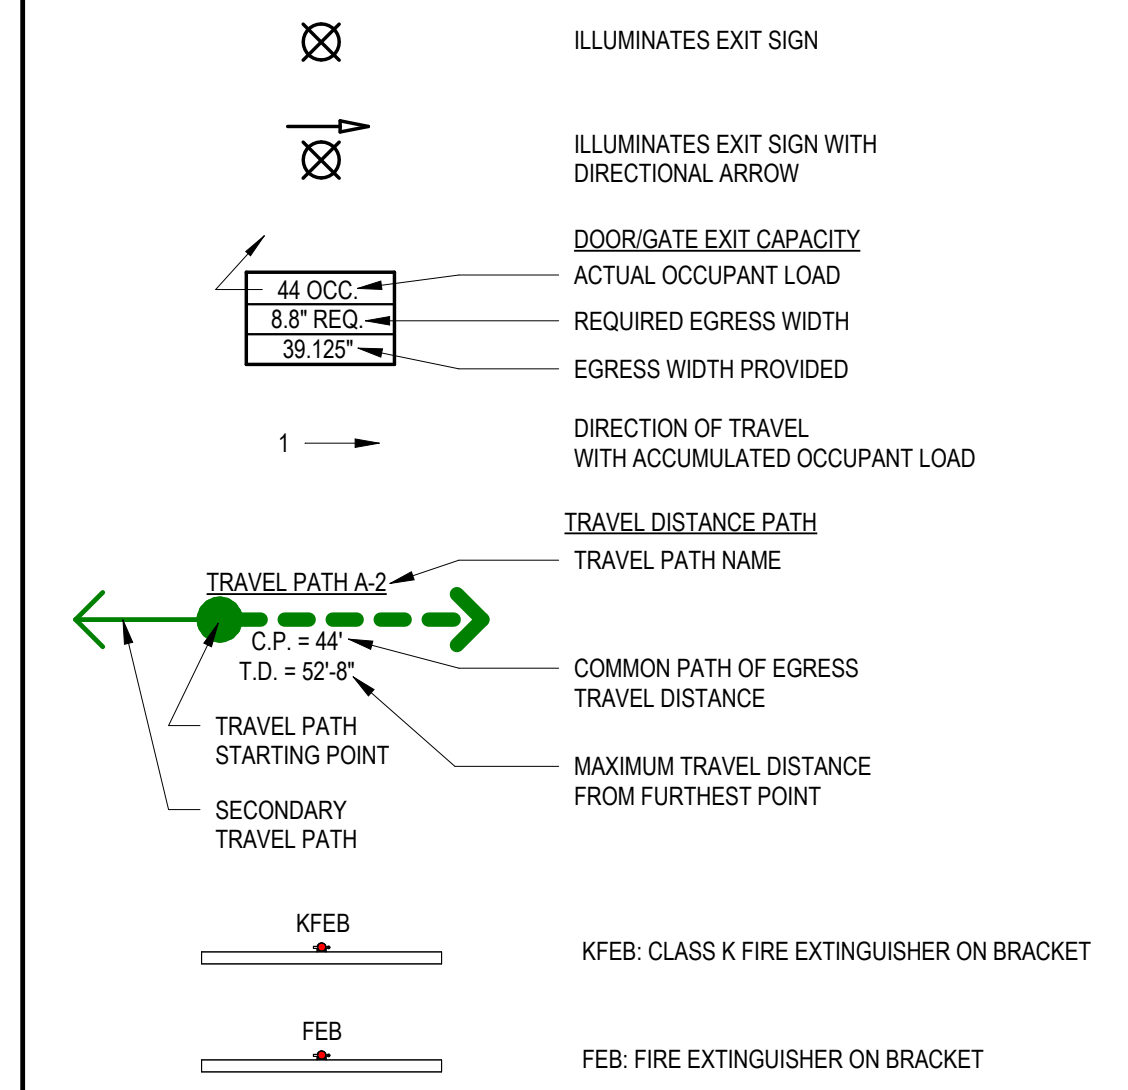 ILLUMINATES EXIT SIGN
ILLUMINATES EXIT SIGN WITH
DIRECTIONAL ARROW
DOOR/GATE EXIT CAPACITY
44 OCC.
ACTUAL OCCUPANT LOAD
8.8" REQ.
REQUIRED EGRESS WIDTH
39.125"
EGRESS WIDTH PROVIDED
1
DIRECTION OF TRAVEL
WITH ACCUMULATED OCCUPANT LOAD
TRAVEL DISTANCE PATH
TRAVEL PATH NAME
TRAVEL PATH A-2
C.P. = 44'
T.D. = 52'-8"
COMMON PATH OF EGRESS
TRAVEL DISTANCE
TRAVEL PATH
STARTING POINT
MAXIMUM TRAVEL DISTANCE
FROM FURTHEST POINT
SECONDARY
TRAVEL PATH
KFEB
KFEB: CLASS K FIRE EXTINGUISHER ON BRACKET
FEB
FEB: FIRE EXTINGUISHER ON BRACKET